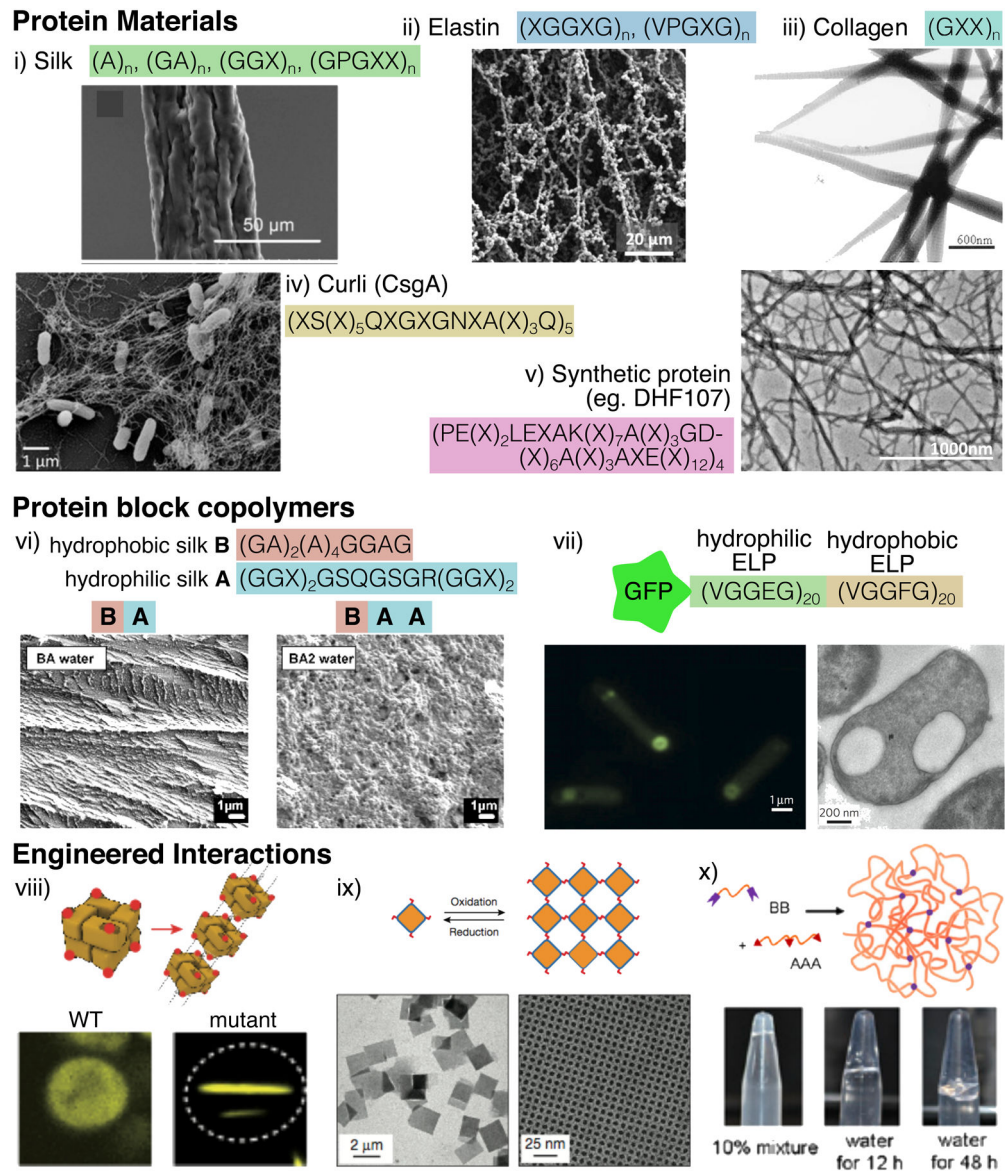 Protein Materials
i) Silk (A)n, (GA)n, (GGX)n, (GPGXX)n
50 µm
ii) Elastin (XGGXG)n, (VPGXG)n
20 µm
iii) Collagen (GXX)n
600nm
1 µm
iv) Curli (CsgA)
(XS(X)5QXGXGNXA(X)3Q)5
v) Synthetic protein
(eg. DHF107)
(PE(X)2LEXAK(X)7A(X)3GD-
(X)6A(X)3AXE(X)12)4
1000nm
Protein block copolymers
vi) hydrophobic silk B (GA)2(A)4GGAG
hydrophilic silk A (GGX)2GSQGSGR(GGX)2
B A
BA water
1µm
B A A
BA2 water
1µm
vii)
hydrophilic
ELP
hydrophobic
ELP
GFP (VGGEG)20 (VGGFG)20
1 µm
200 nm
Engineered Interactions
viii)
WT
mutant
ix)
Oxidation
Reduction
2 µm
25 nm
x)
BB
+
AAA
10% mixture
water
for 12 h
water
for 48 h